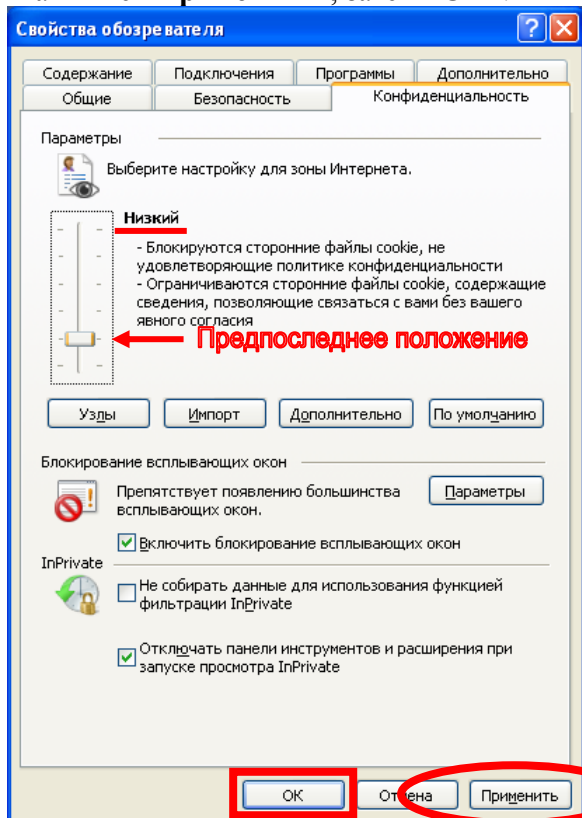 Свойства обозревателя
Содержание Подключения Программы Дополнительно
Общие Безопасность Конфиденциальность
Параметры
Выберите настройку для зоны Интернета.
Низкий
- Блокируются сторонние файлы cookie, не
удовлетворяющие политике конфиденциальности
- Ограничиваются сторонние файлы cookie, содержащие
сведения, позволяющие связаться с вами без вашего
явного согласия
Предпоследнее положение
Узлы Импорт Дополнительно По умолчанию
Блокирование всплывающих окон
Препятствует появлению большинства
всплывающих окон.
Параметры
Включить блокирование всплывающих окон
InPrivate
Не собирать данные для использования функцией
фильтрации InPrivate
Отключать панели инструментов и расширения при
запуске просмотра InPrivate
ОК Отмена Применить